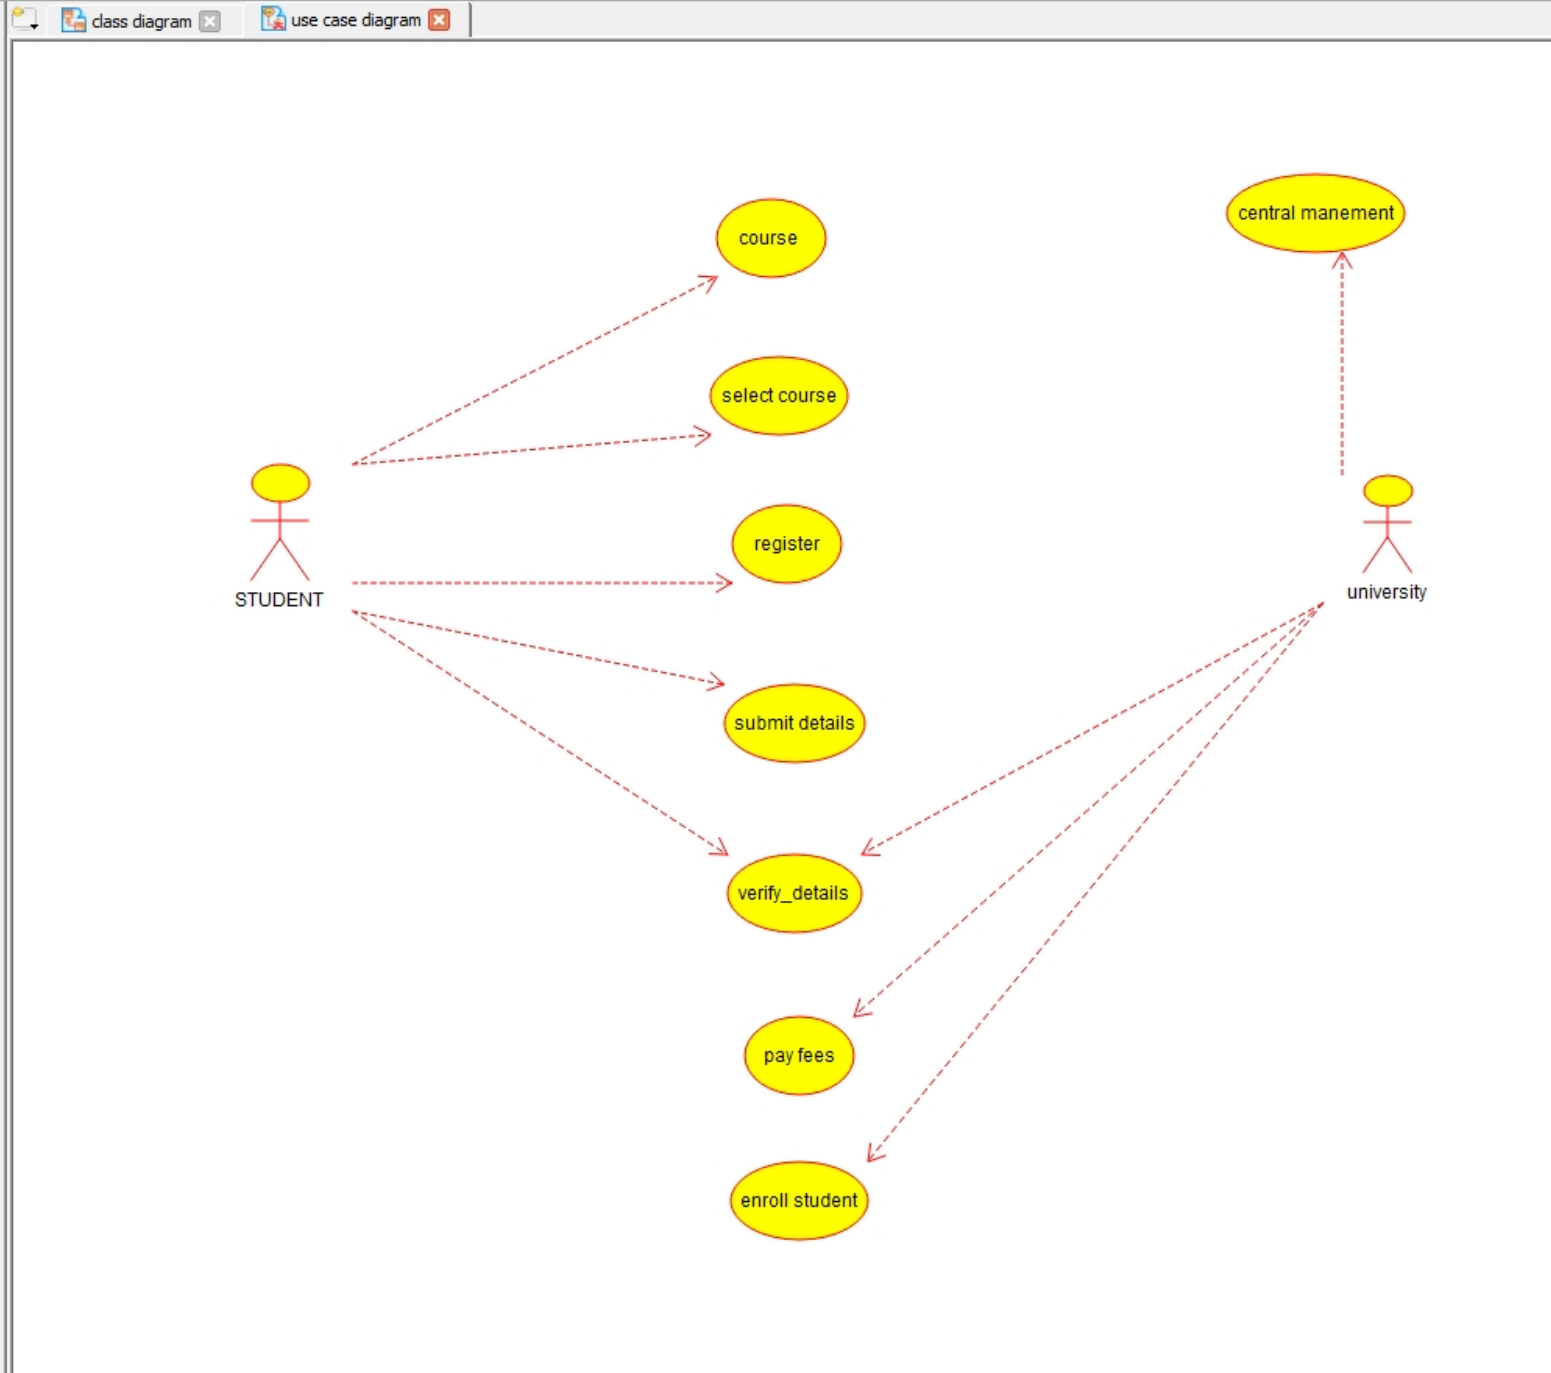 class diagram
use case diagram
central manement
course
select course
register
STUDENT
university
submit details
verify_details
pay fees
enroll student